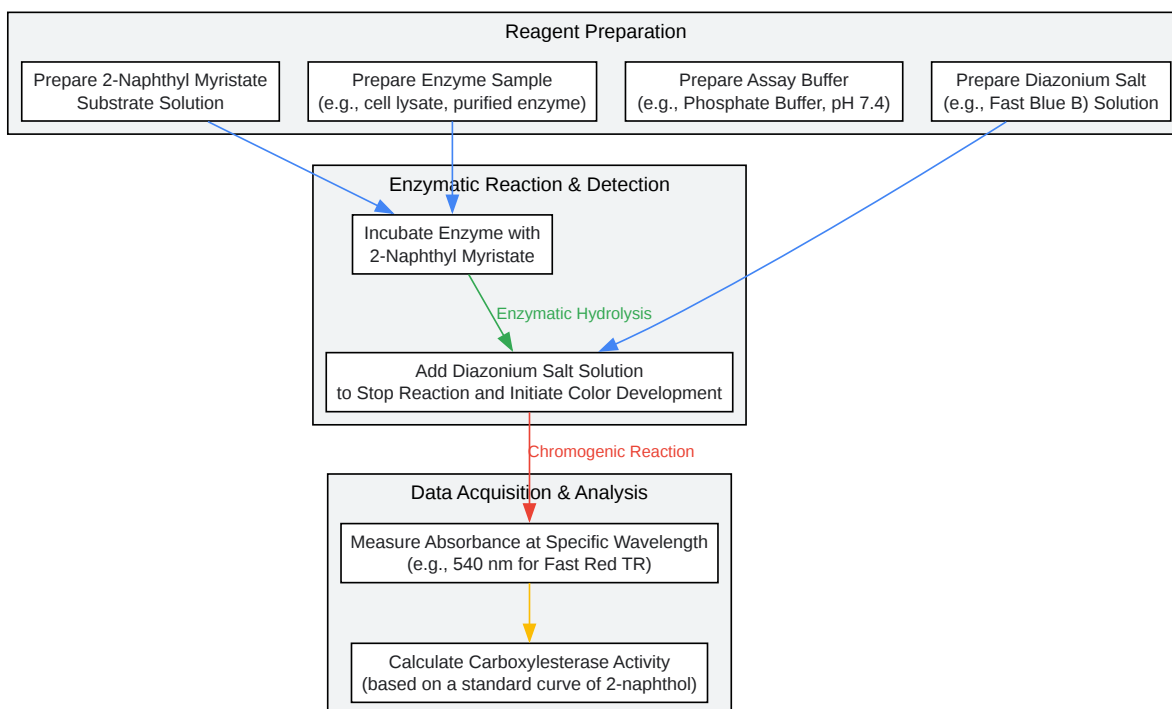 Reagent Preparation
Prepare 2-Naphthyl Myristate
Substrate Solution
Prepare Enzyme Sample
(e.g., cell lysate, purified enzyme)
Prepare Assay Buffer
(e.g., Phosphate Buffer, pH 7.4)
Prepare Diazonium Salt
(e.g., Fast Blue B) Solution
Enzymatic Reaction & Detection
Incubate Enzyme with
2-Naphthyl Myristate
Enzymatic Hydrolysis
Add Diazonium Salt Solution
to Stop Reaction and Initiate Color Development
Chromogenic Reaction
Data Acquisition & Analysis
Measure Absorbance at Specific Wavelength
(e.g., 540 nm for Fast Red TR)
Calculate Carboxylesterase Activity
(based on a standard curve of 2-naphthol)